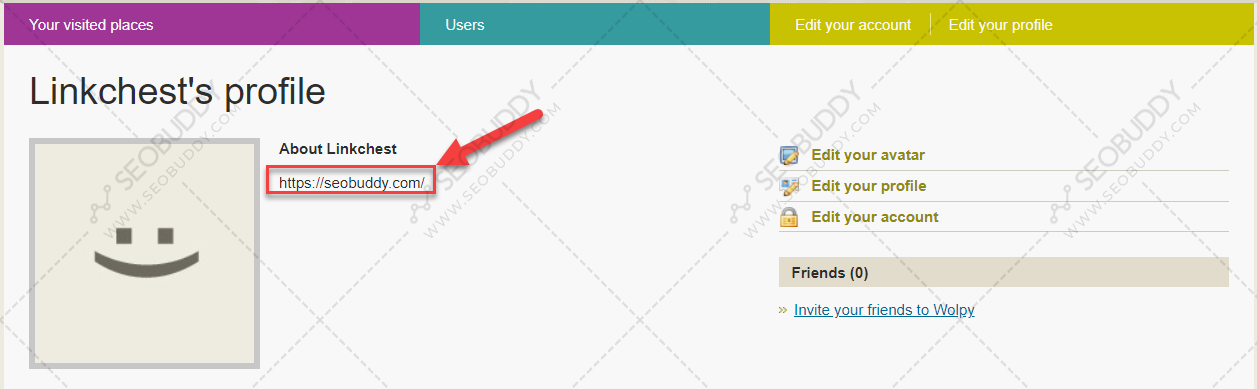 Your visited places
Users
Edit your account
Edit your profile
Linkchest's profile
About Linkchest
https://seobuddy.com/
Edit your avatar
Edit your profile
Edit your account
Friends (0)
» Invite your friends to Wolpy
SEOBUDDY
WWW.SEOBUDDY.COM
SEOBUDDY
WWW.SEOBUDDY.COM
SEOBUDDY
WWW.SEOBUDDY.COM
SEOBUDDY
WWW.SEOBUDDY.COM